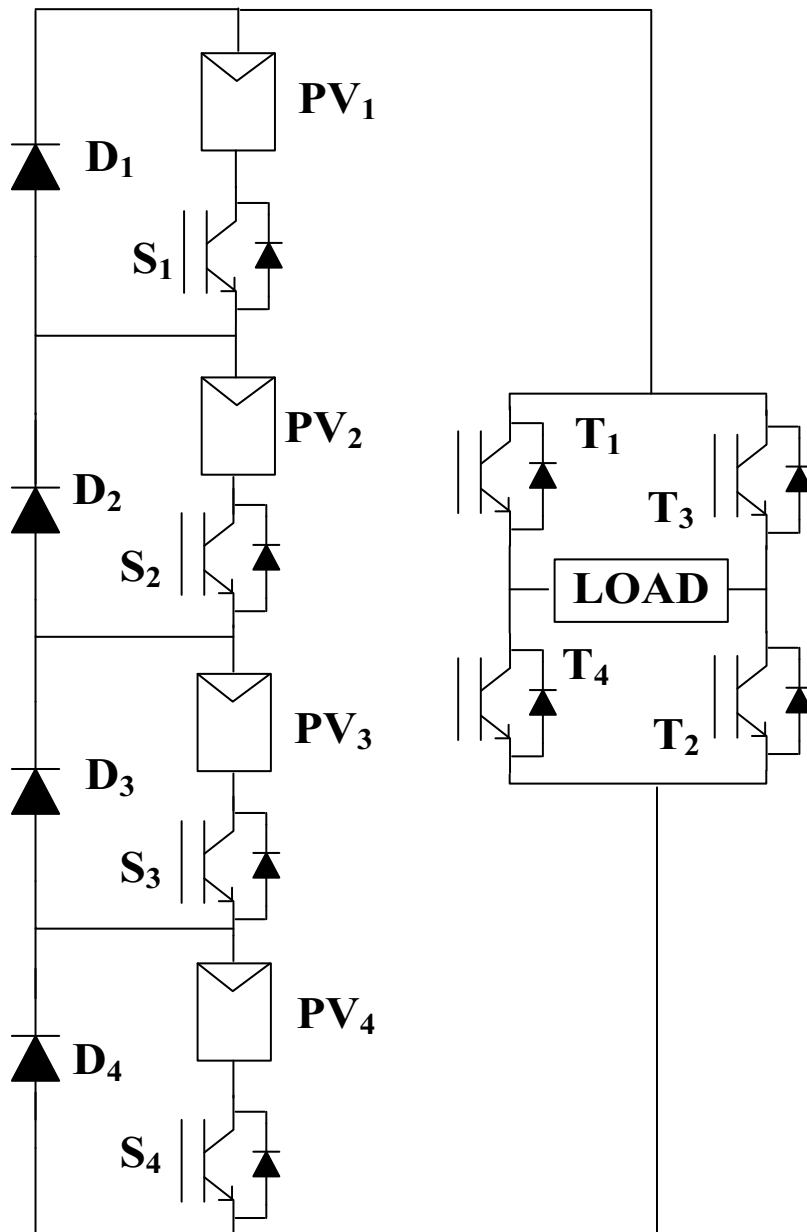 PV₁
D₁
S₁
PV₂
T₁
D₂
T₃
S₂
LOAD
T₄
PV₃
T₂
D₃
S₃
PV₄
D₄
S₄